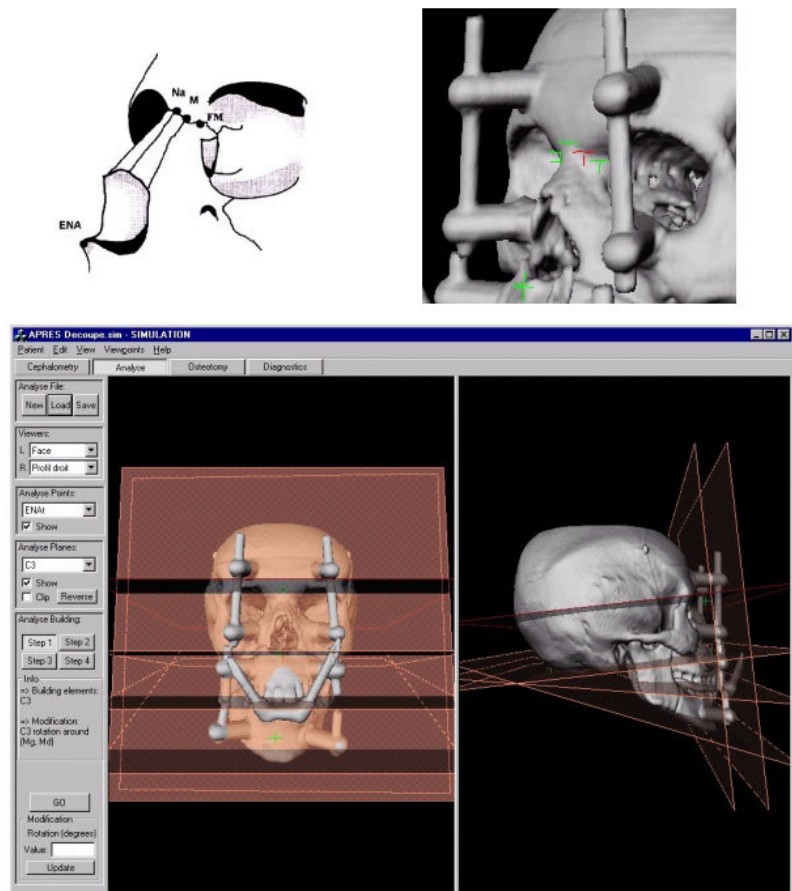 Na
M
FM
ENA
APRES Decoupe.sim - SIMULATION
Patient Edit View Viewpoints Help
Cephalometry Analyse Osteotomy Diagnostics
Analyse File:
New Load Save
Viewers:
L Face
R Profil droit
Analyse Points:
ENAt
Show
Analyse Planes:
C3
Show
Clip Reverse
Analyse Building:
Step 1 Step 2
Step 3 Step 4
Info
=> Building elements:
C3
=> Modification:
C3 rotation around
(Mg, Md)
GO
Modification
Rotation (degrees)
Value:
Update